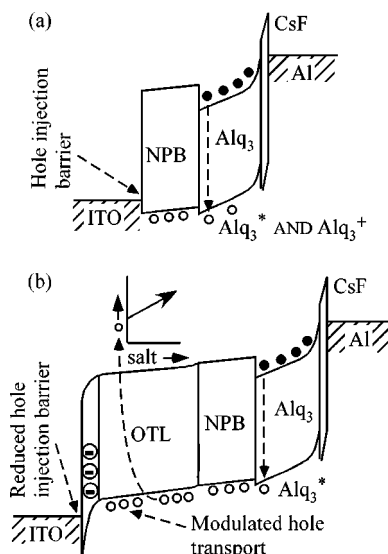 (a)
CsF
Al
Hole injection
barrier
NPB
Alq3
ITO
Alq3* AND Alq3+
(b)
CsF
salt
Al
Reduced hole
injection barrier
OTL
NPB
Alq3
Alq3*
ITO
Modulated hole
transport